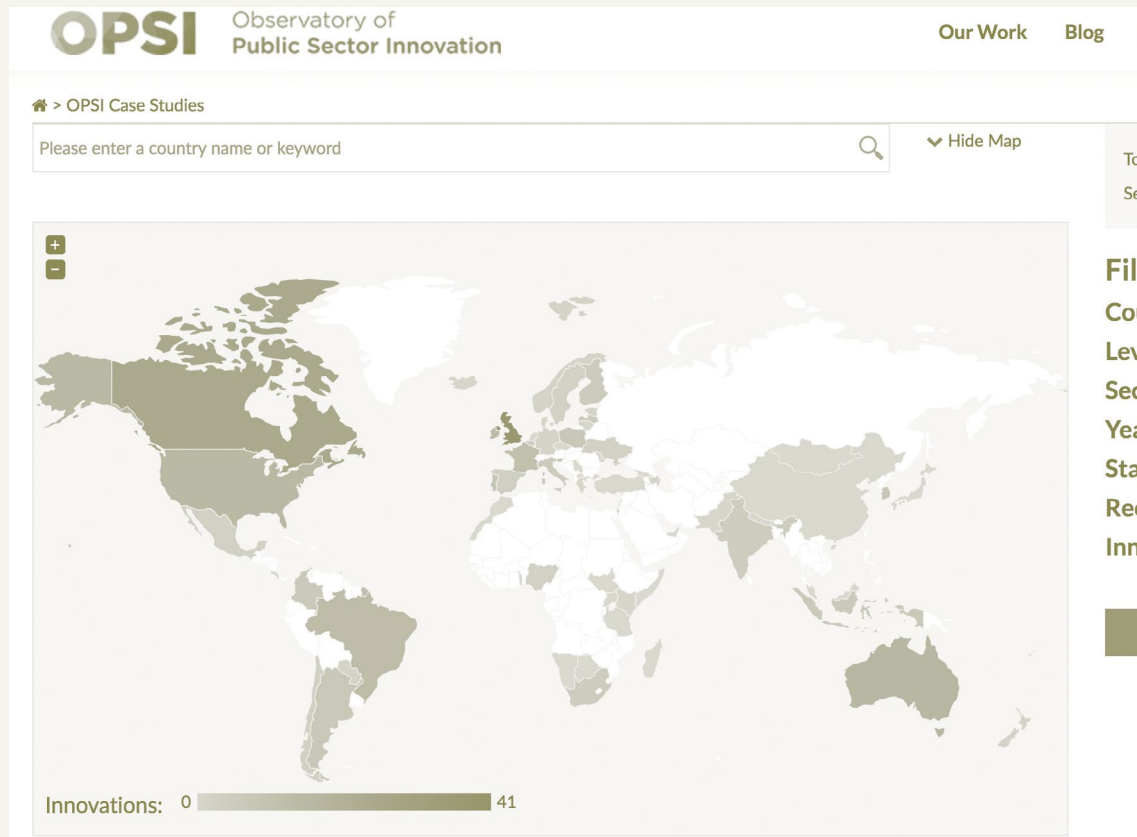 OPSI
Observatory of
Public Sector Innovation
Our Work Blog
> OPSI Case Studies
Please enter a country name or keyword
Hide Map
+
-
Innovations: 0 41